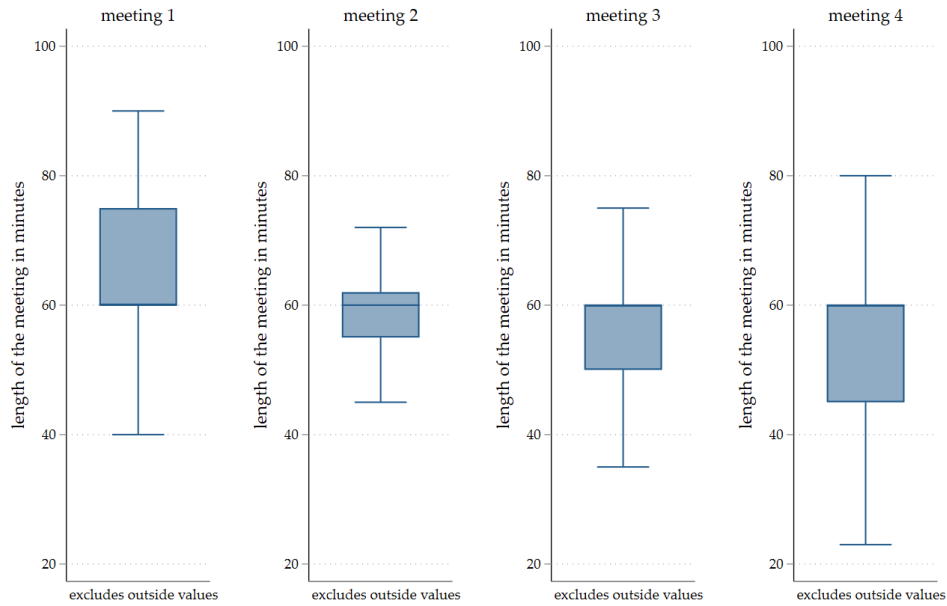 meeting 1
100
80
60
40
20
length of the meeting in minutes
excludes outside values
meeting 2
100
80
60
40
20
length of the meeting in minutes
excludes outside values
meeting 3
100
80
60
40
20
length of the meeting in minutes
excludes outside values
meeting 4
100
80
60
40
20
length of the meeting in minutes
excludes outside values